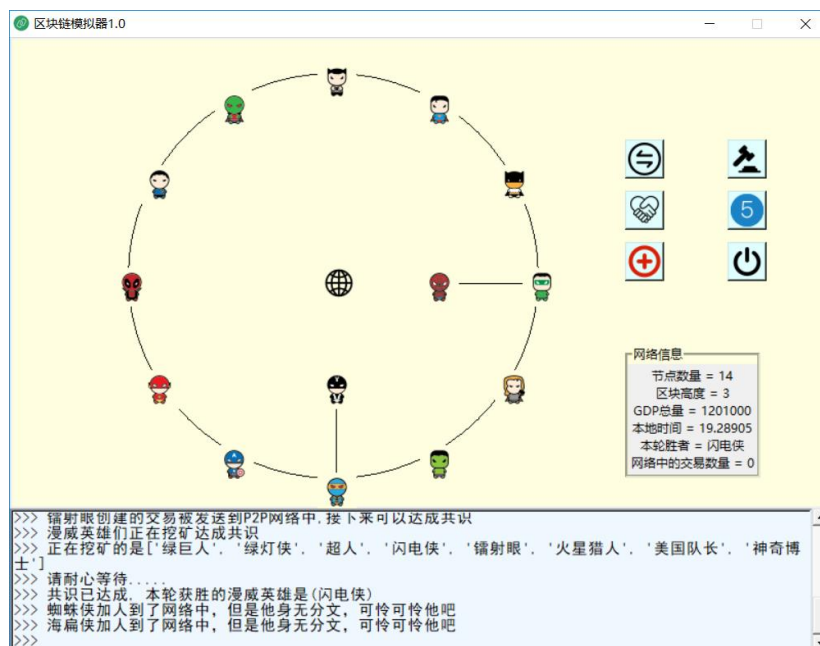 区块链模拟器1.0
5
网络信息
节点数量 = 14
区块高度 = 3
GDP总量 = 1201000
本地时间 = 19.28905
本轮胜者 = 闪电侠
网络中的交易数量 = 0
>>> 镭射眼创建的交易被发送到P2P网络中,接下来可以达成共识
>>> 漫威英雄们正在挖矿达成共识
>>> 正在挖矿的是['绿巨人', '绿灯侠', '超人', '闪电侠', '镭射眼', '火星猎人', '美国队长', '神奇博
士']
>>> 请耐心等待.....
>>> 共识已达成, 本轮获胜的漫威英雄是(闪电侠)
>>> 蜘蛛侠加人到了网络中，但是他身无分文，可怜可怜他吧
>>> 海扁侠加人到了网络中，但是他身无分文，可怜可怜他吧
>>>